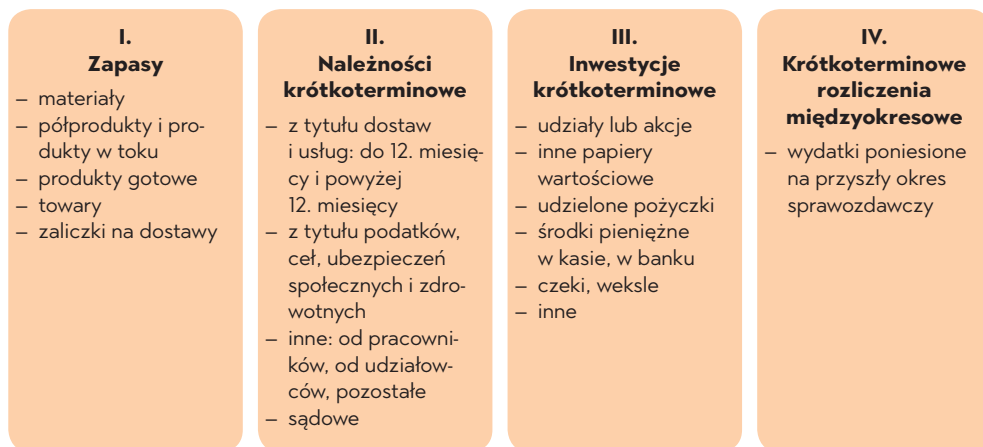 I.
Zapasy
– materiały
– półprodukty i pro-
dukty w toku
– produkty gotowe
– towary
– zaliczki na dostawy
II.
Należności
krótkoterminowe
– z tytułu dostaw
i usług: do 12. miesię-
cy i powyżej
12. miesięcy
– z tytułu podatków,
ceł, ubezpieczeń
społecznych i zdro-
wotnych
– inne: od pracowni-
ków, od udziałow-
ców, pozostałe
– sądowe
III.
Inwestycje
krótkoterminowe
– udziały lub akcje
– inne papiery
wartościowe
– udzielone pożyczki
– środki pieniężne
w kasie, w banku
– czeki, weksle
– inne
IV.
Krótkoterminowe
rozliczenia
międzyokresowe
– wydatki poniesione
na przyszły okres
sprawozdawczy